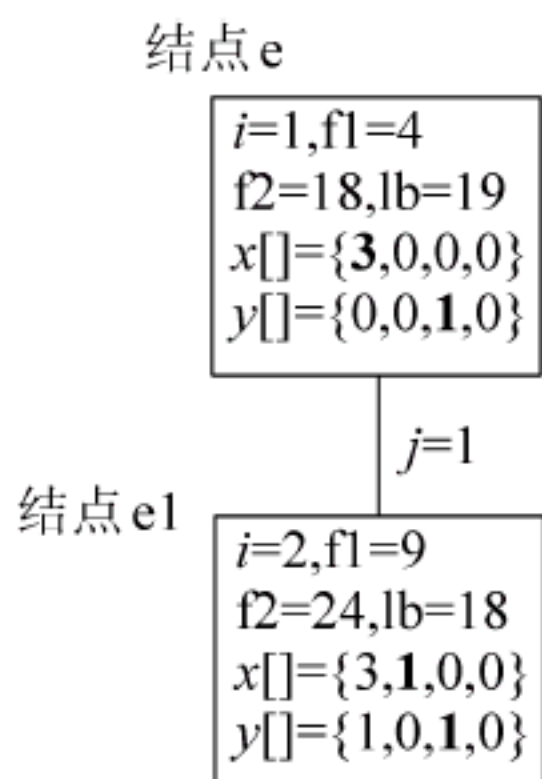 结点e
i=1,f1=4
f2=18,lb=19
x[]={3,0,0,0}
y[]={0,0,1,0}
j=1
结点e1
i=2,f1=9
f2=24,lb=18
x[]={3,1,0,0}
y[]={1,0,1,0}